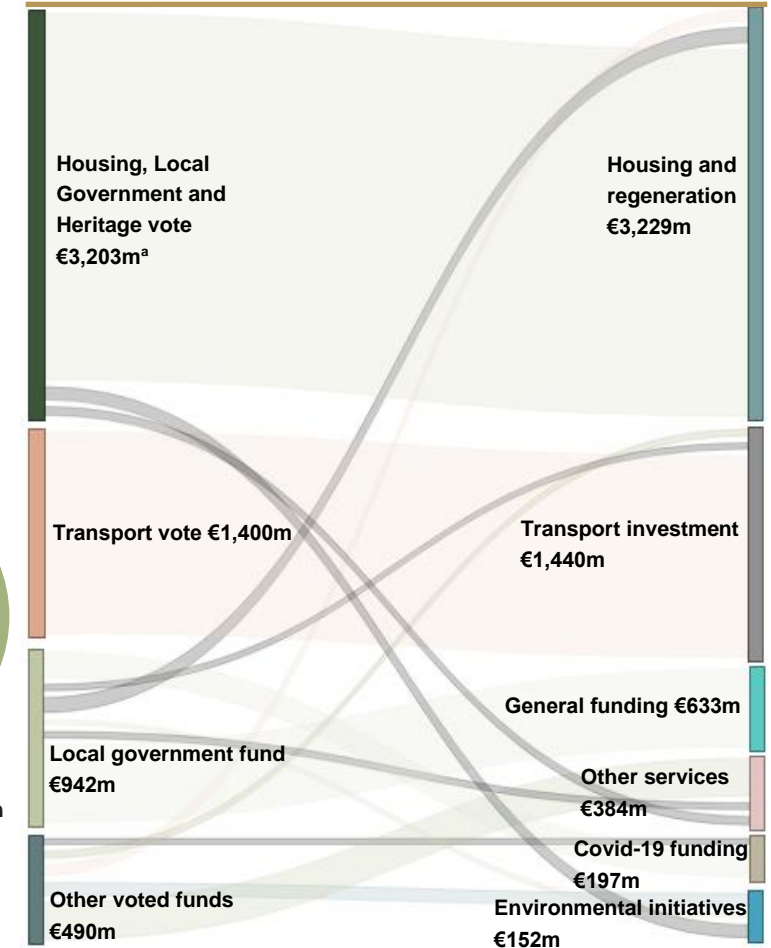 Housing, Local
Government and
Heritage vote
€3,203mᵃ
Transport vote €1,400m
Local government fund
€942m
Other voted funds
€490m
Housing and
regeneration
€3,229m
Transport investment
€1,440m
General funding €633m
Other services
€384m
Covid-19 funding
€197m
Environmental initiatives
€152m